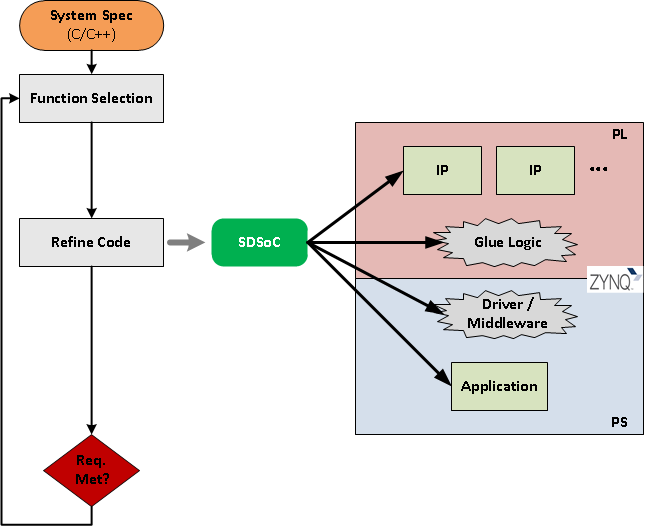 System Spec
(C/C++)
Function Selection
Refine Code
SDSoC
Req.
Met?
PL
IP
IP
...
Glue Logic
ZYNQ
Driver /
Middleware
Application
PS